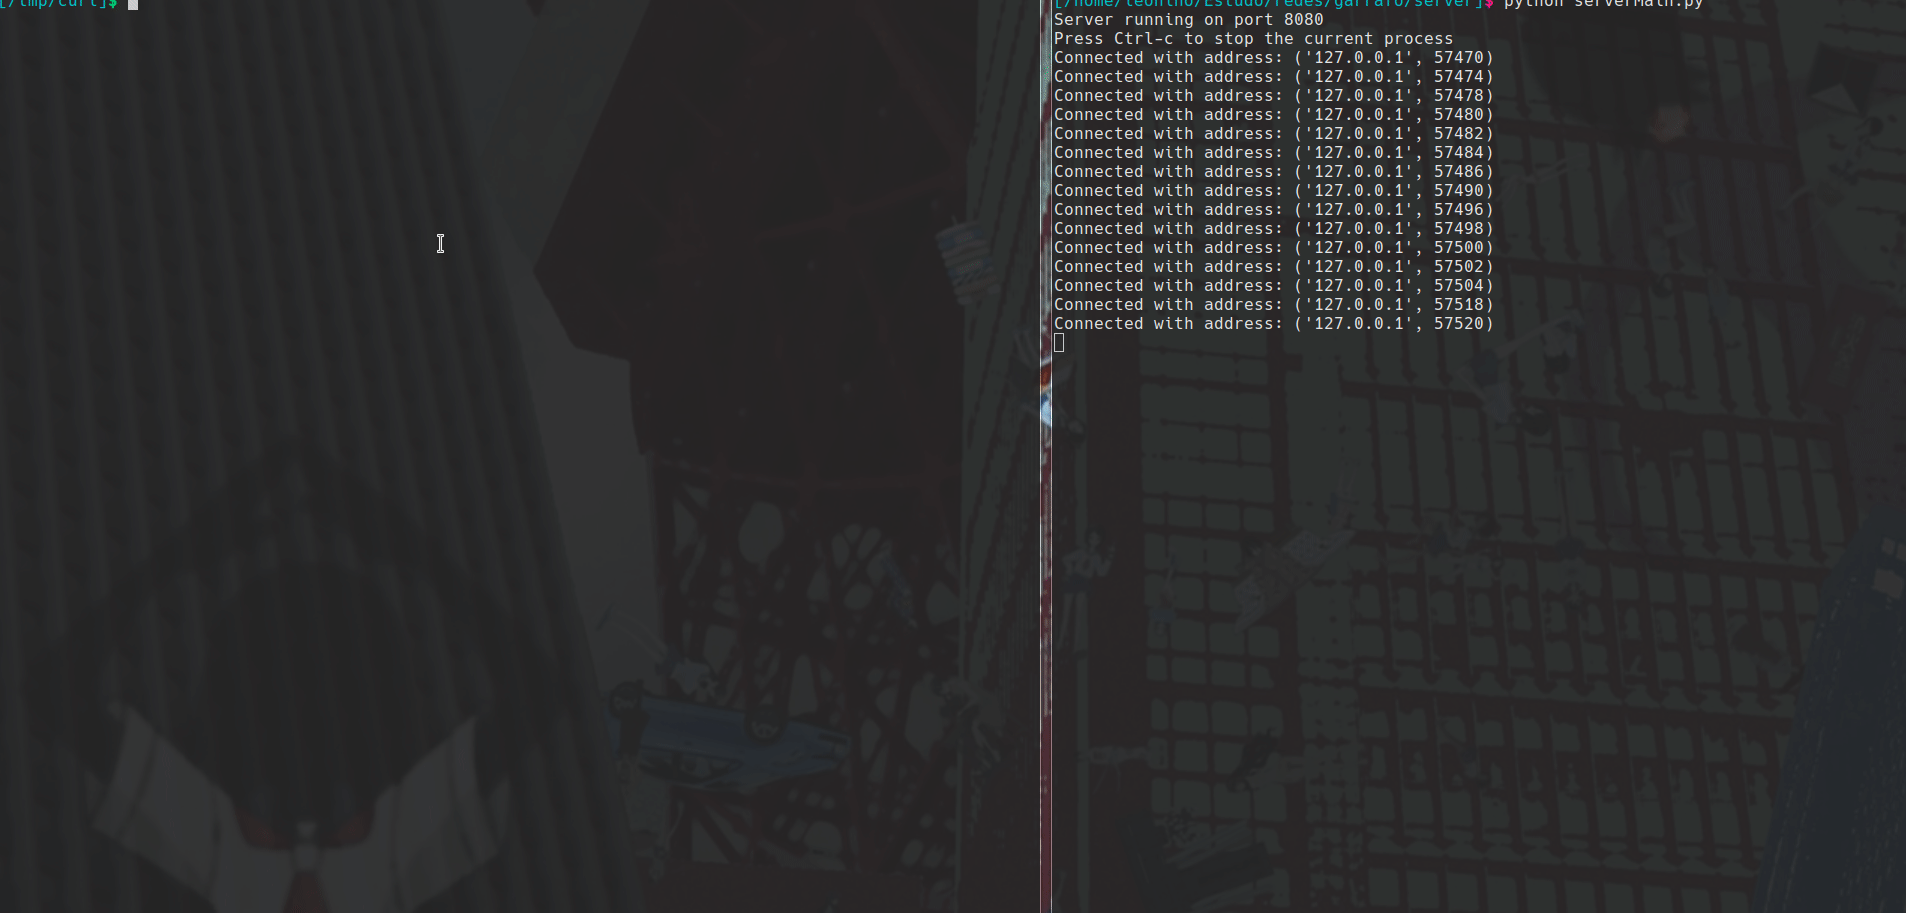 [/tmp/curl]$
[/home/leonino/Estudo/redes/garrafo/server]$ python serverMain.py
Server running on port 8080
Press Ctrl-c to stop the current process
Connected with address: ('127.0.0.1', 57470)
Connected with address: ('127.0.0.1', 57474)
Connected with address: ('127.0.0.1', 57478)
Connected with address: ('127.0.0.1', 57480)
Connected with address: ('127.0.0.1', 57482)
Connected with address: ('127.0.0.1', 57484)
Connected with address: ('127.0.0.1', 57486)
Connected with address: ('127.0.0.1', 57490)
Connected with address: ('127.0.0.1', 57496)
Connected with address: ('127.0.0.1', 57498)
Connected with address: ('127.0.0.1', 57500)
Connected with address: ('127.0.0.1', 57502)
Connected with address: ('127.0.0.1', 57504)
Connected with address: ('127.0.0.1', 57518)
Connected with address: ('127.0.0.1', 57520)